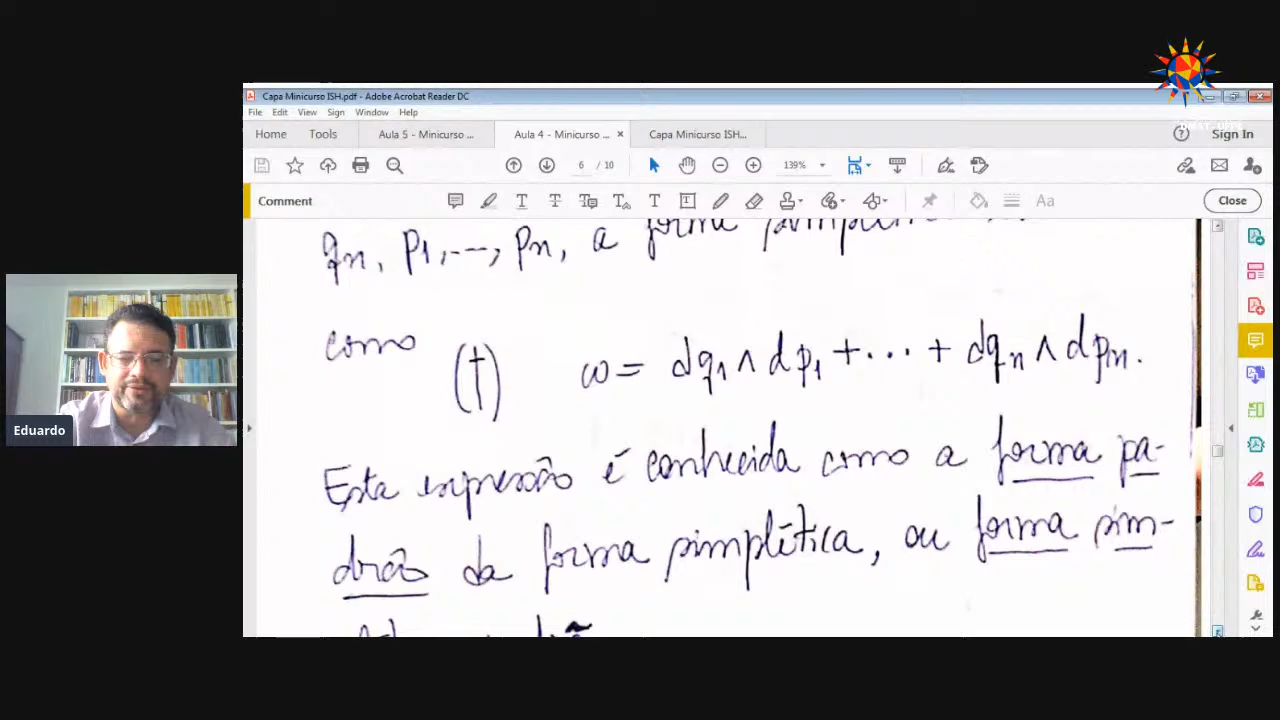 Capa Minicurso ISH.pdf - Adobe Acrobat Reader DC
File Edit View Sign Window Help
Home Tools Aula 5 - Minicurso ... Aula 4 - Minicurso ... × Capa Minicurso ISH... Sign In
6 / 10 139%
Comment Close
qn, p1,..., pn, a forma
como (†) ω = dq1 ∧ dp1 + ... + dqn ∧ dpn.
Esta expressão é conhecida como a forma pa-
drão da forma simplética, ou forma sim-
Eduardo